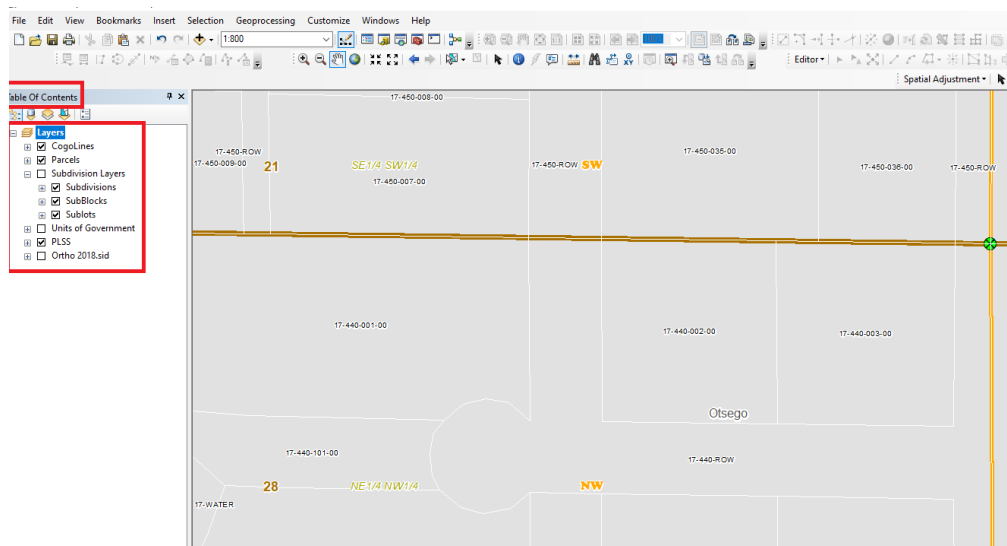 File Edit View Bookmarks Insert Selection Geoprocessing Customize Windows Help
1:800
Editor
Spatial Adjustment
Table Of Contents
Layers
CogoLines
Parcels
Subdivision Layers
Subdivisions
SubBlocks
Sublots
Units of Government
PLSS
Ortho 2018.sid
17-450-008-00
17-450-ROW
17-450-009-00
21
SE1/4 SW1/4
17-450-007-00
17-450-ROW
SW
17-450-035-00
17-450-036-00
17-450-ROW
17-440-001-00
17-440-002-00
17-440-003-00
Otsego
17-440-101-00
17-440-ROW
28
NE1/4 NW1/4
NW
17-WATER